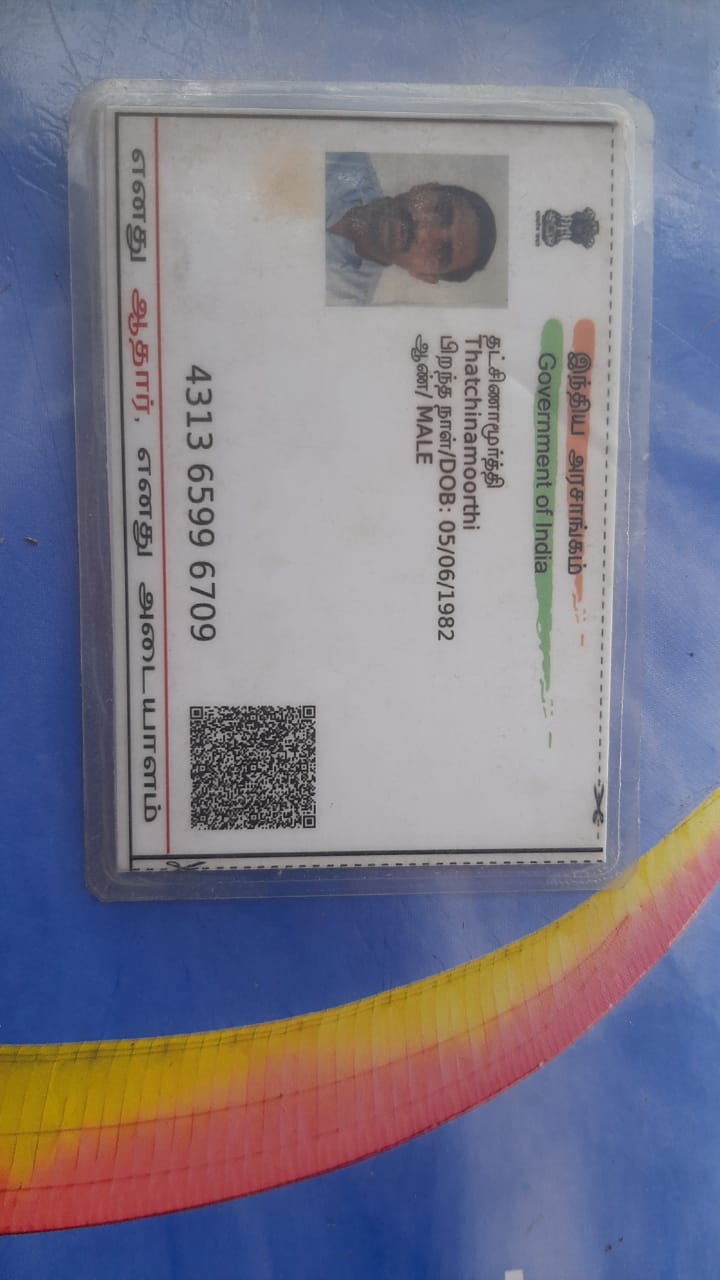 இந்திய அரசாங்கம்
Government of India
தட்சிணாமூர்த்தி
Thatchinamoorthi
பிறந்த நாள்/DOB: 05/06/1982
ஆண்/ MALE
4313 6599 6709
எனது ஆதார், எனது அடையாளம்